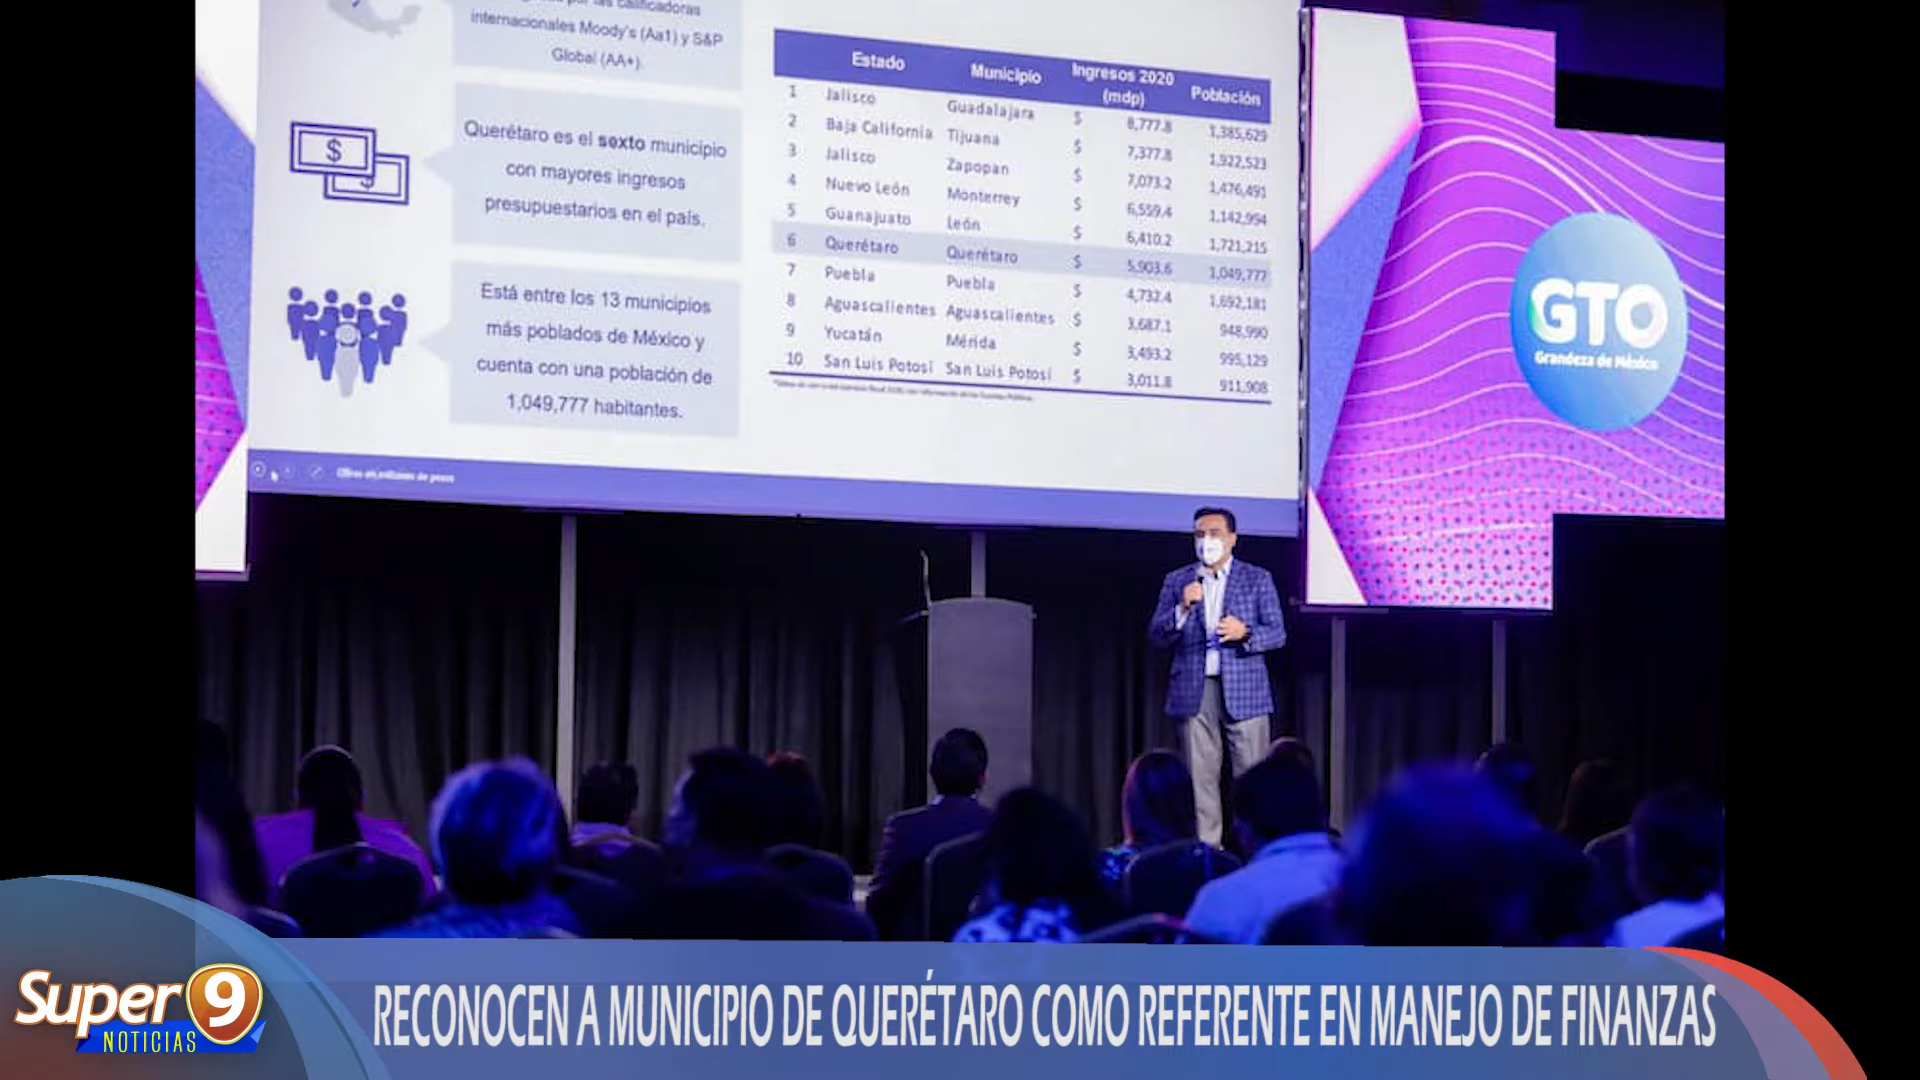 las calificadoras
internacionales Moody's (Aa1) y S&P
Global (AA+).
$
Querétaro es el sexto municipio
con mayores ingresos
presupuestarios en el país.
Está entre los 13 municipios
más poblados de México y
cuenta con una población de
1,049,777 habitantes.
Cifras en millones de pesos
Estado Municipio Ingresos 2020 (mdp) Población
1 Jalisco Guadalajara $ 8,777.8 1,385,629
2 Baja California Tijuana $ 7,377.8 1,922,523
3 Jalisco Zapopan $ 7,073.2 1,476,491
4 Nuevo León Monterrey $ 6,559.4 1,142,994
5 Guanajuato León $ 6,410.2 1,721,215
6 Querétaro Querétaro $ 5,903.6 1,049,777
7 Puebla Puebla $ 4,732.4 1,692,181
8 Aguascalientes Aguascalientes $ 3,687.1 948,990
9 Yucatán Mérida $ 3,493.2 995,129
10 San Luis Potosí San Luis Potosí $ 3,011.8 911,908
GTO
Grandeza de México
Super 9
NOTICIAS
RECONOCEN A MUNICIPIO DE QUERÉTARO COMO REFERENTE EN MANEJO DE FINANZAS